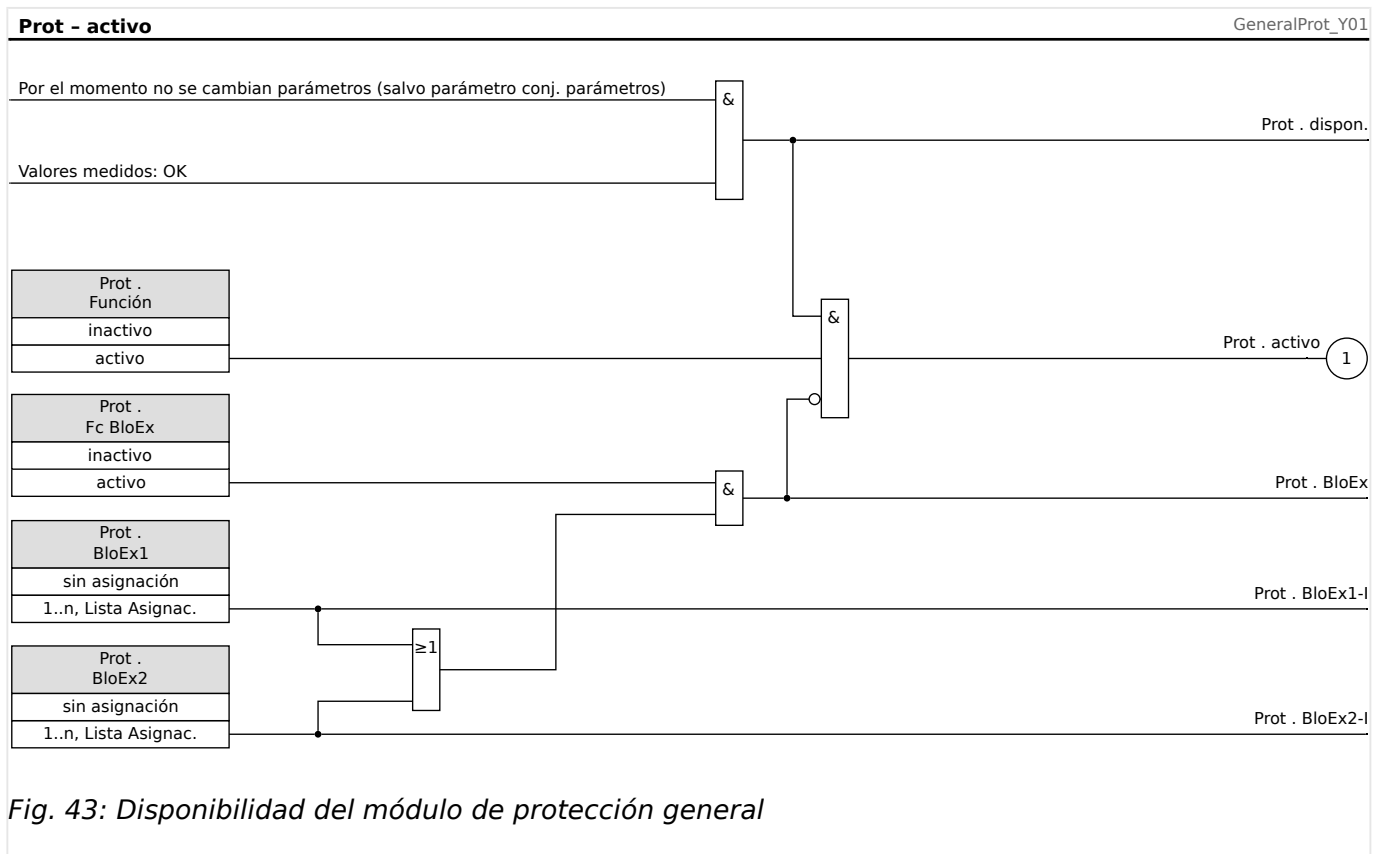 Prot – activo
GeneralProt_Y01
Por el momento no se cambian parámetros (salvo parámetro conj. parámetros)
&
Prot . dispon.
Valores medidos: OK
Prot .
Función
inactivo
activo
&
Prot . activo
1
Prot .
Fc BloEx
inactivo
activo
&
Prot . BloEx
Prot .
BloEx1
sin asignación
1..n, Lista Asignac.
Prot . BloEx1-I
≥1
Prot .
BloEx2
sin asignación
1..n, Lista Asignac.
Prot . BloEx2-I
Fig. 43: Disponibilidad del módulo de protección general